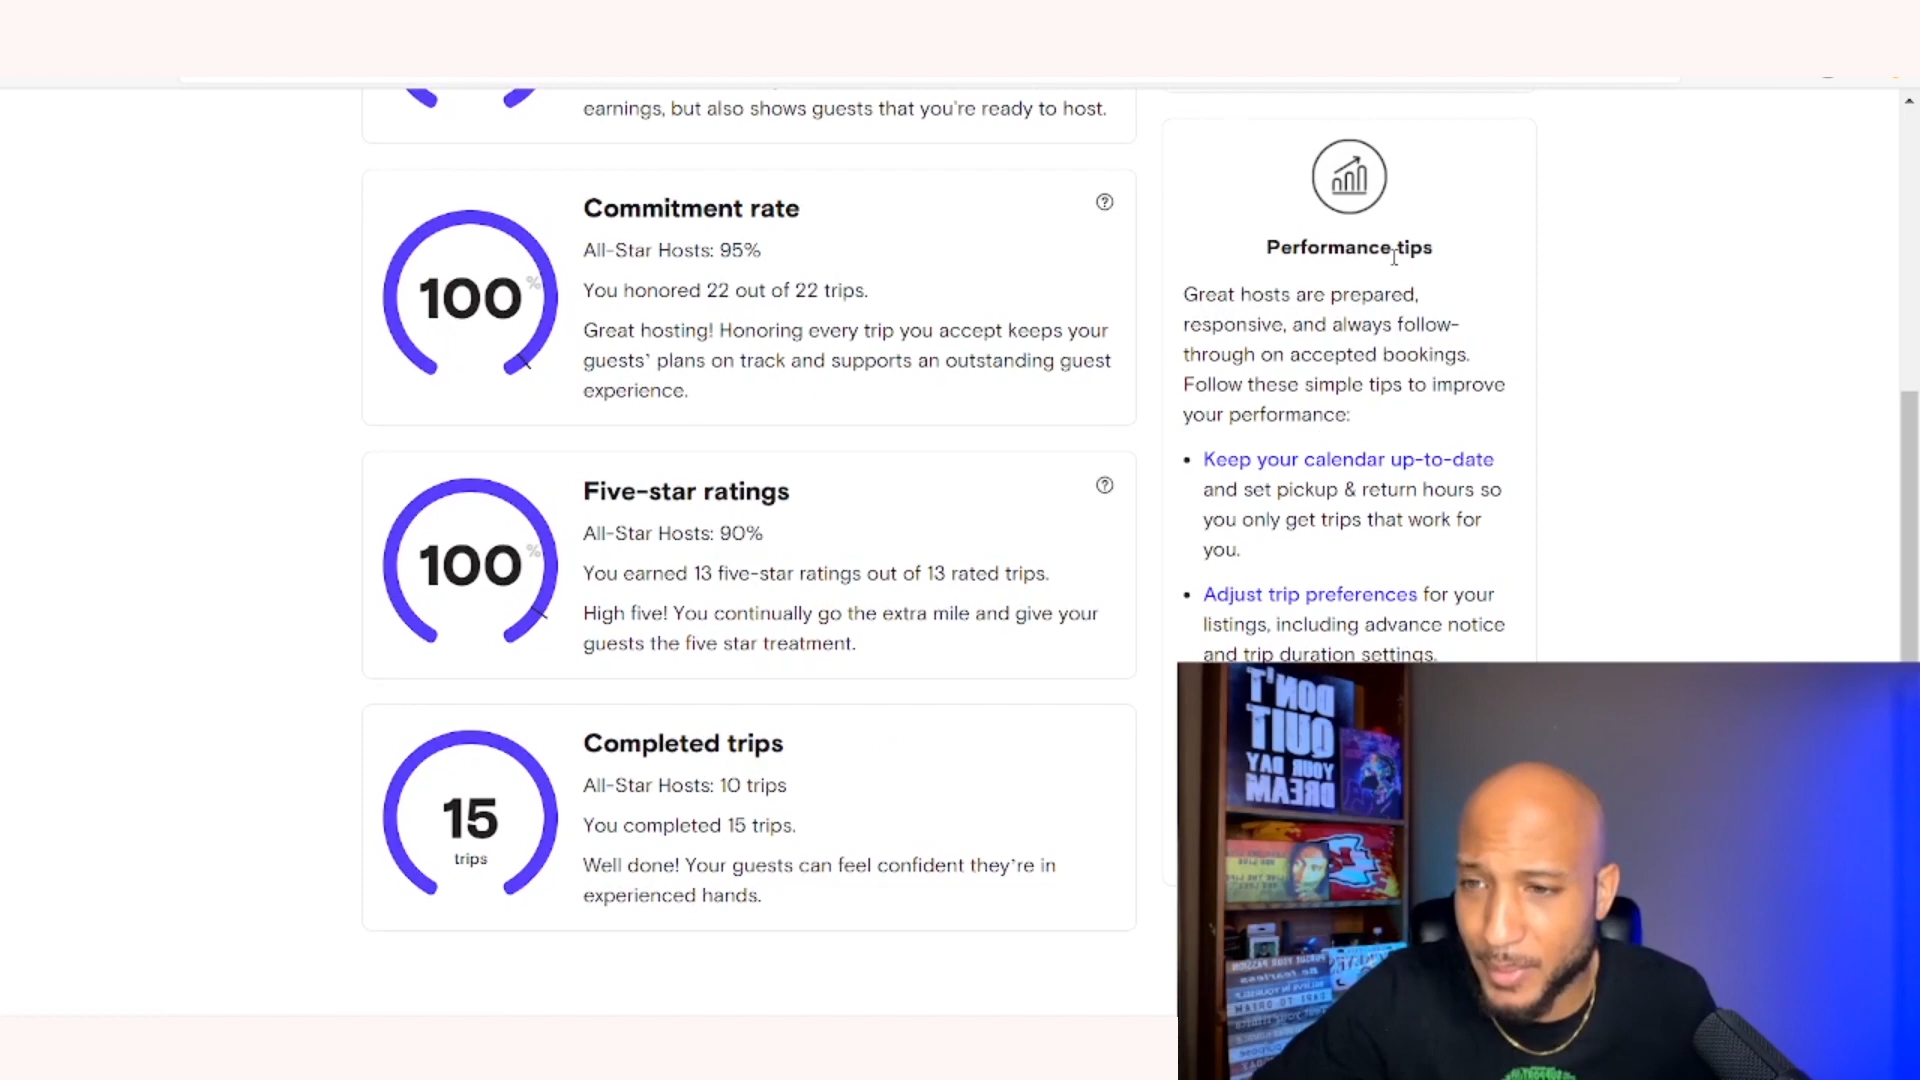 earnings, but also shows guests that you're ready to host.
Commitment rate
All-Star Hosts: 95%
100
%
You honored 22 out of 22 trips.
Great hosting! Honoring every trip you accept keeps your
guests' plans on track and supports an outstanding guest
experience.
Five-star ratings
All-Star Hosts: 90%
100
%
You earned 13 five-star ratings out of 13 rated trips.
High five! You continually go the extra mile and give your
guests the five star treatment.
Completed trips
All-Star Hosts: 10 trips
15
trips
You completed 15 trips.
Well done! Your guests can feel confident they're in
experienced hands.
Performance tips
Great hosts are prepared,
responsive, and always follow-
through on accepted bookings.
Follow these simple tips to improve
your performance:
• Keep your calendar up-to-date
and set pickup & return hours so
you only get trips that work for
you.
• Adjust trip preferences for your
listings, including advance notice
and trip duration settings.
DON'T
QUIT
YOUR DAY
DREAM